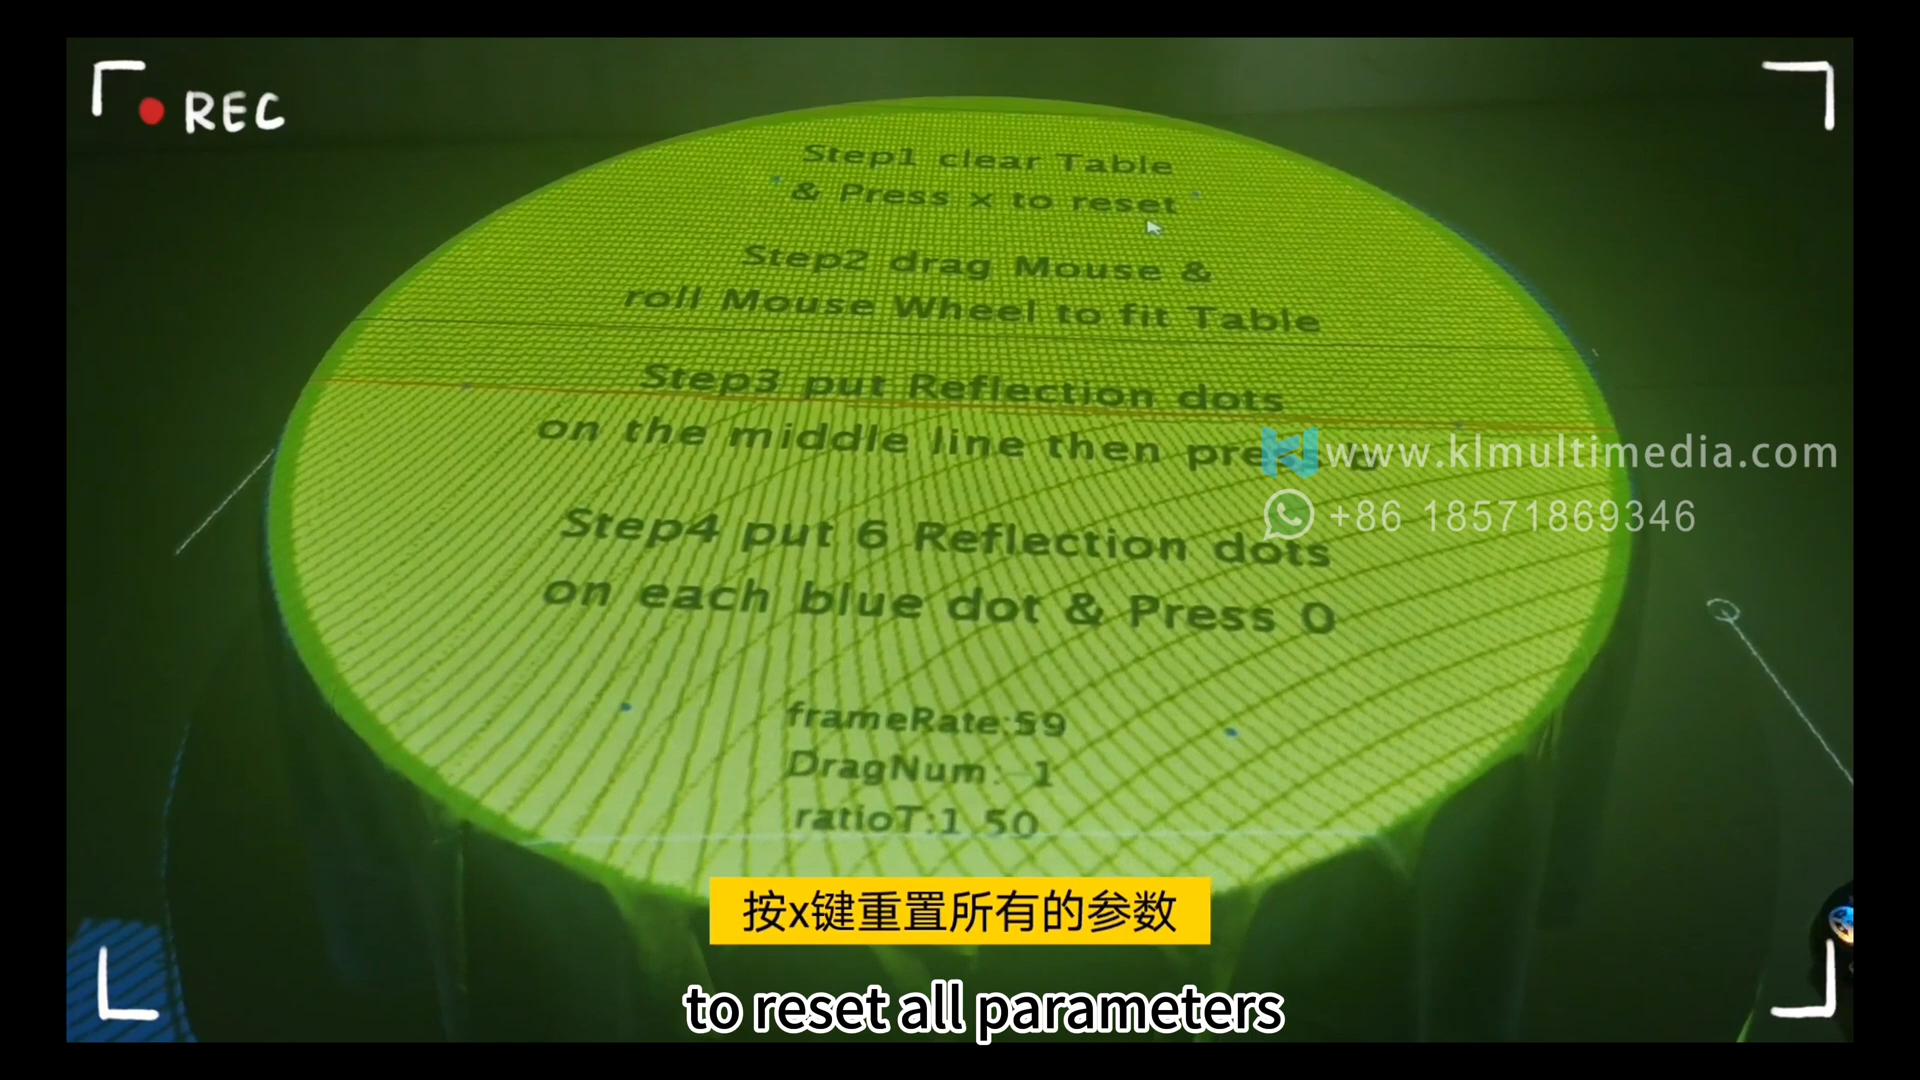 REC
Step1 clear Table
& Press x to reset
Step2 drag Mouse &
roll Mouse Wheel to fit Table
Step3 put Reflection dots
on the middle line then
www.klmultimedia.com
+86 18571869346
Step4 put 6 Reflection dots
on each blue dot & Press O
frameRate:59
DragNum: -1
ratioT:1.50
按x键重置所有的参数
to reset all parameters